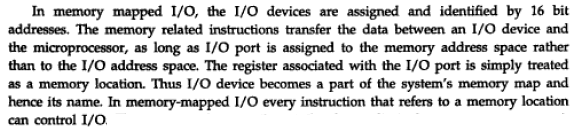 In memory mapped I/O, the I/O devices are assigned and identified by 16 bit
addresses. The memory related instructions transfer the data between an I/O device and
the microprocessor, as long as I/O port is assigned to the memory address space rather
than to the I/O address space. The register associated with the I/O port is simply treated
as a memory location. Thus I/O device becomes a part of the system's memory map and
hence its name. In memory-mapped I/O every instruction that refers to a memory location
can control I/O.